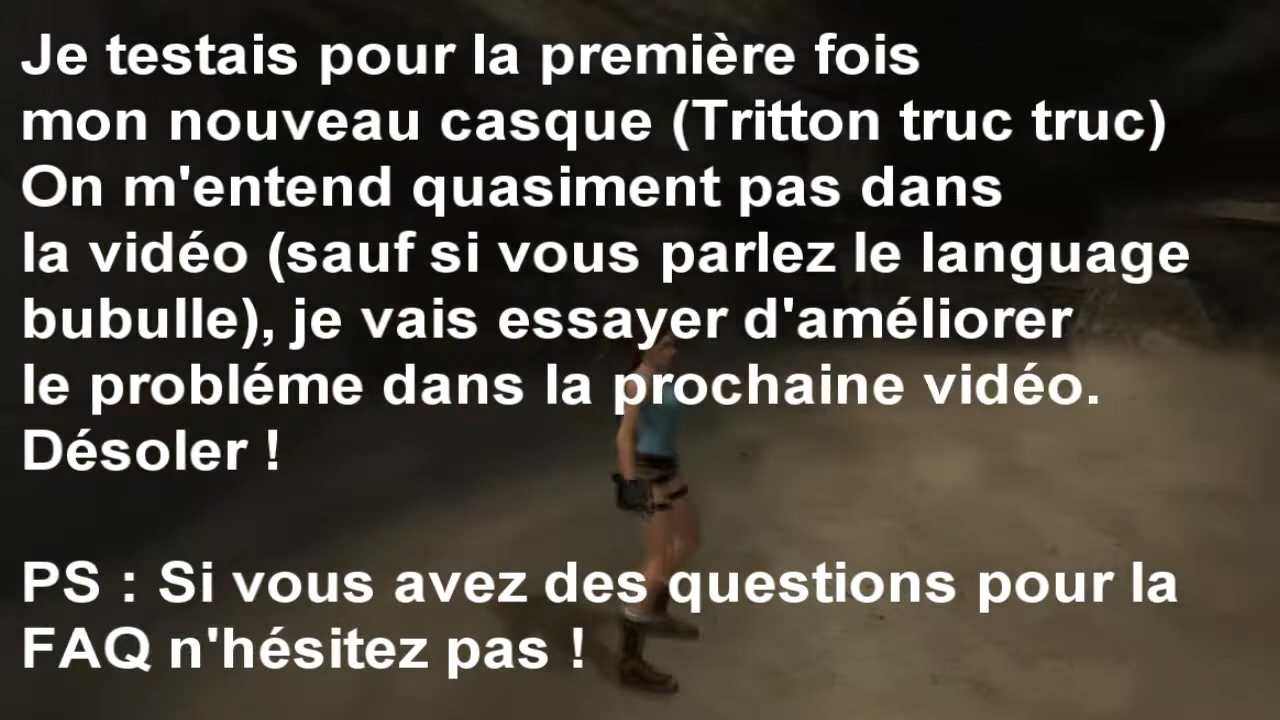 Je testais pour la première fois
mon nouveau casque (Tritton truc truc)
On m'entend quasiment pas dans
la vidéo (sauf si vous parlez le language
bubulle), je vais essayer d'améliorer
le probléme dans la prochaine vidéo.
Désoler !
PS : Si vous avez des questions pour la
FAQ n'hésitez pas !